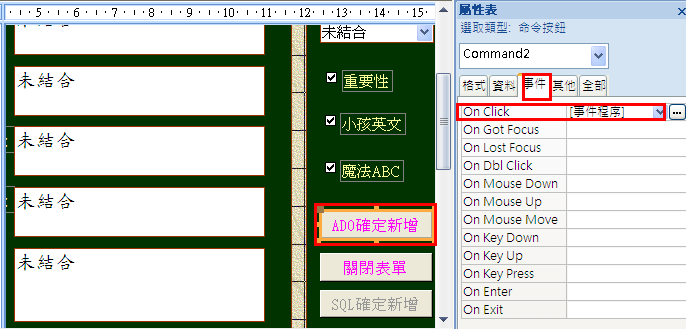 5 6 7 8 9 10 11 12 13 14 15
未結合
未結合
未結合
未結合
未結合
未結合
重要性
小孩英文
魔法ABC
ADO確定新增
關閉表單
SQL確定新增
屬性表
選取類型: 命令按鈕
Command2
格式 資料 事件 其他 全部
On Click [事件程序] ...
On Got Focus
On Lost Focus
On Dbl Click
On Mouse Down
On Mouse Up
On Mouse Move
On Key Down
On Key Up
On Key Press
On Enter
On Exit